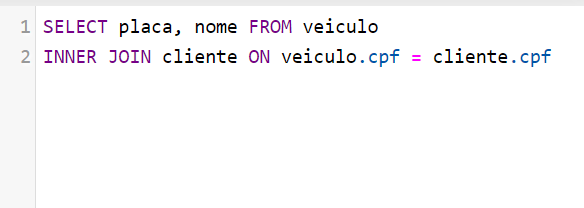 1 SELECT placa, nome FROM veiculo
2 INNER JOIN cliente ON veiculo.cpf = cliente.cpf